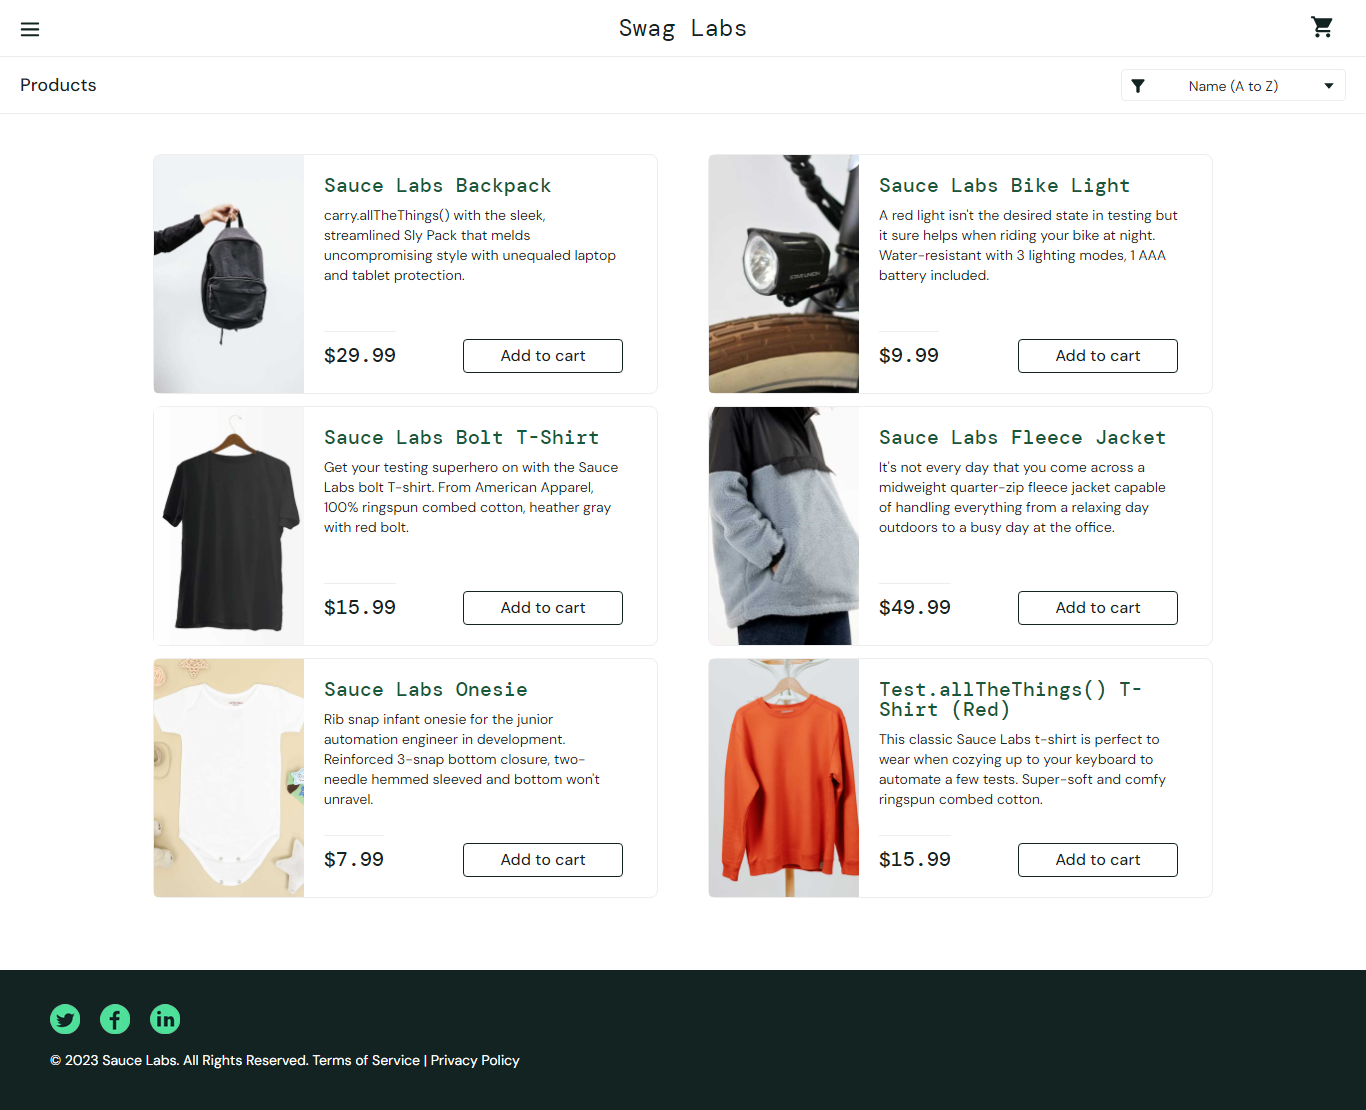 Swag Labs
Products
Name (A to Z)
Sauce Labs Backpack
carry.allTheThings() with the sleek,
streamlined Sly Pack that melds
uncompromising style with unequaled laptop
and tablet protection.
$29.99
Add to cart
Sauce Labs Bike Light
A red light isn't the desired state in testing but
it sure helps when riding your bike at night.
Water-resistant with 3 lighting modes, 1 AAA
battery included.
$9.99
Add to cart
Sauce Labs Bolt T-Shirt
Get your testing superhero on with the Sauce
Labs bolt T-shirt. From American Apparel,
100% ringspun combed cotton, heather gray
with red bolt.
$15.99
Add to cart
Sauce Labs Fleece Jacket
It's not every day that you come across a
midweight quarter-zip fleece jacket capable
of handling everything from a relaxing day
outdoors to a busy day at the office.
$49.99
Add to cart
Sauce Labs Onesie
Rib snap infant onesie for the junior
automation engineer in development.
Reinforced 3-snap bottom closure, two-
needle hemmed sleeved and bottom won't
unravel.
$7.99
Add to cart
Test.allTheThings() T-
Shirt (Red)
This classic Sauce Labs t-shirt is perfect to
wear when cozying up to your keyboard to
automate a few tests. Super-soft and comfy
ringspun combed cotton.
$15.99
Add to cart
© 2023 Sauce Labs. All Rights Reserved. Terms of Service | Privacy Policy